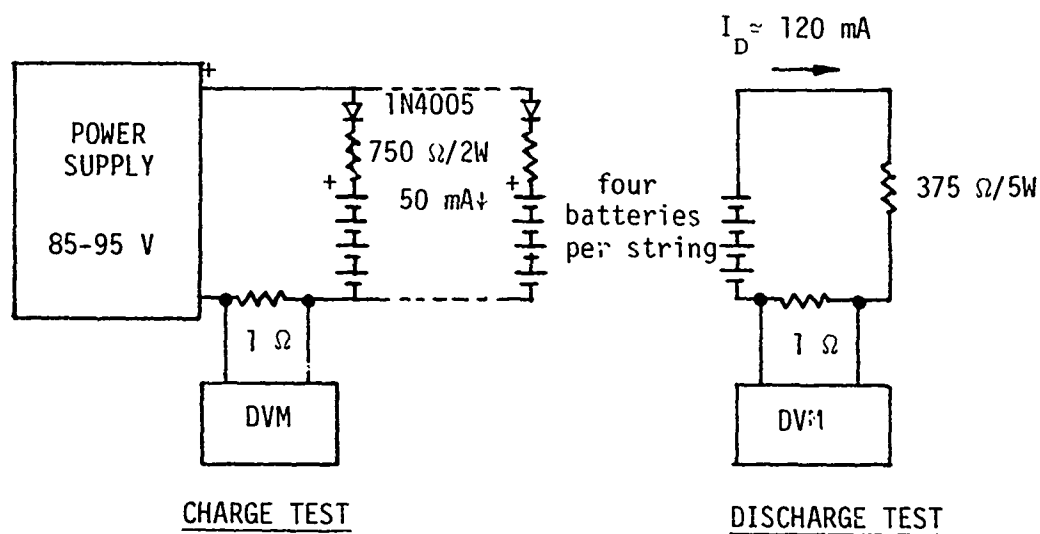 +
POWER
SUPPLY
85-95 V
1N4005
750 Ω/2W
+
50 mA↓
+
1 Ω
DVM
CHARGE TEST
four
batteries
per string
I_D ≃ 120 mA
375 Ω/5W
1 Ω
DVM
DISCHARGE TEST